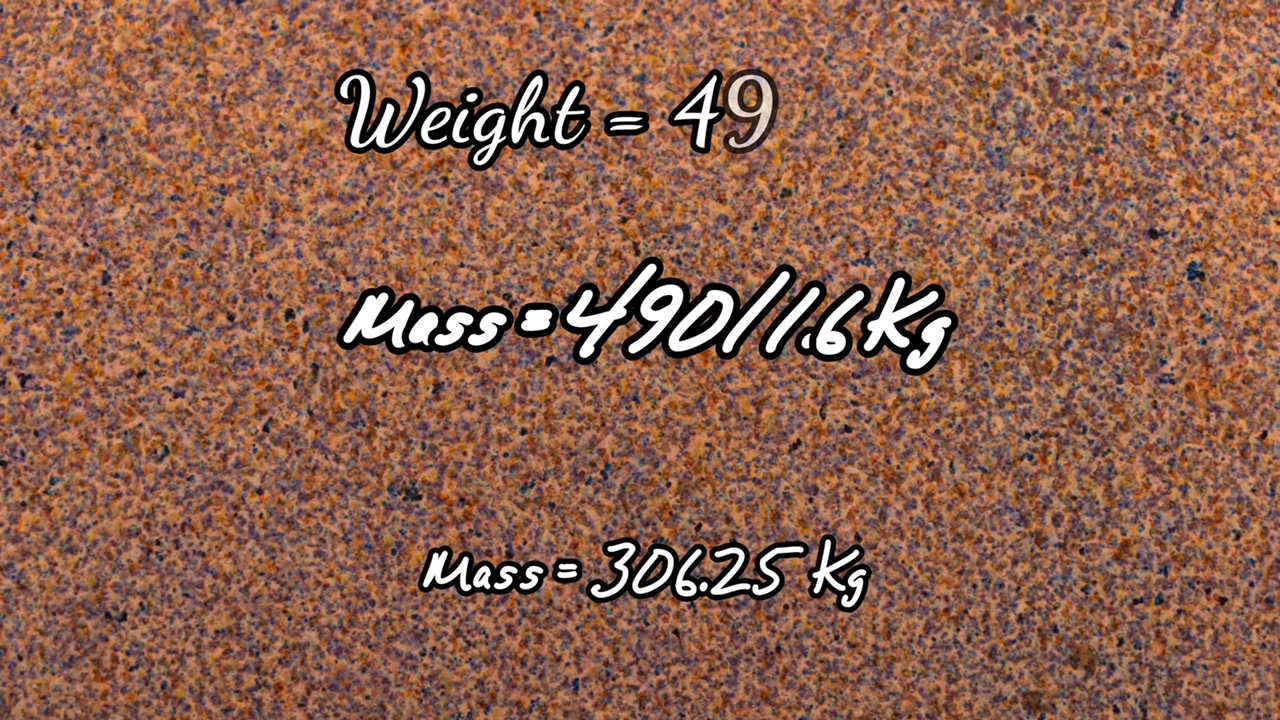 Weight = 49
Mass = 490/1.6 Kg
Mass = 306.25 Kg